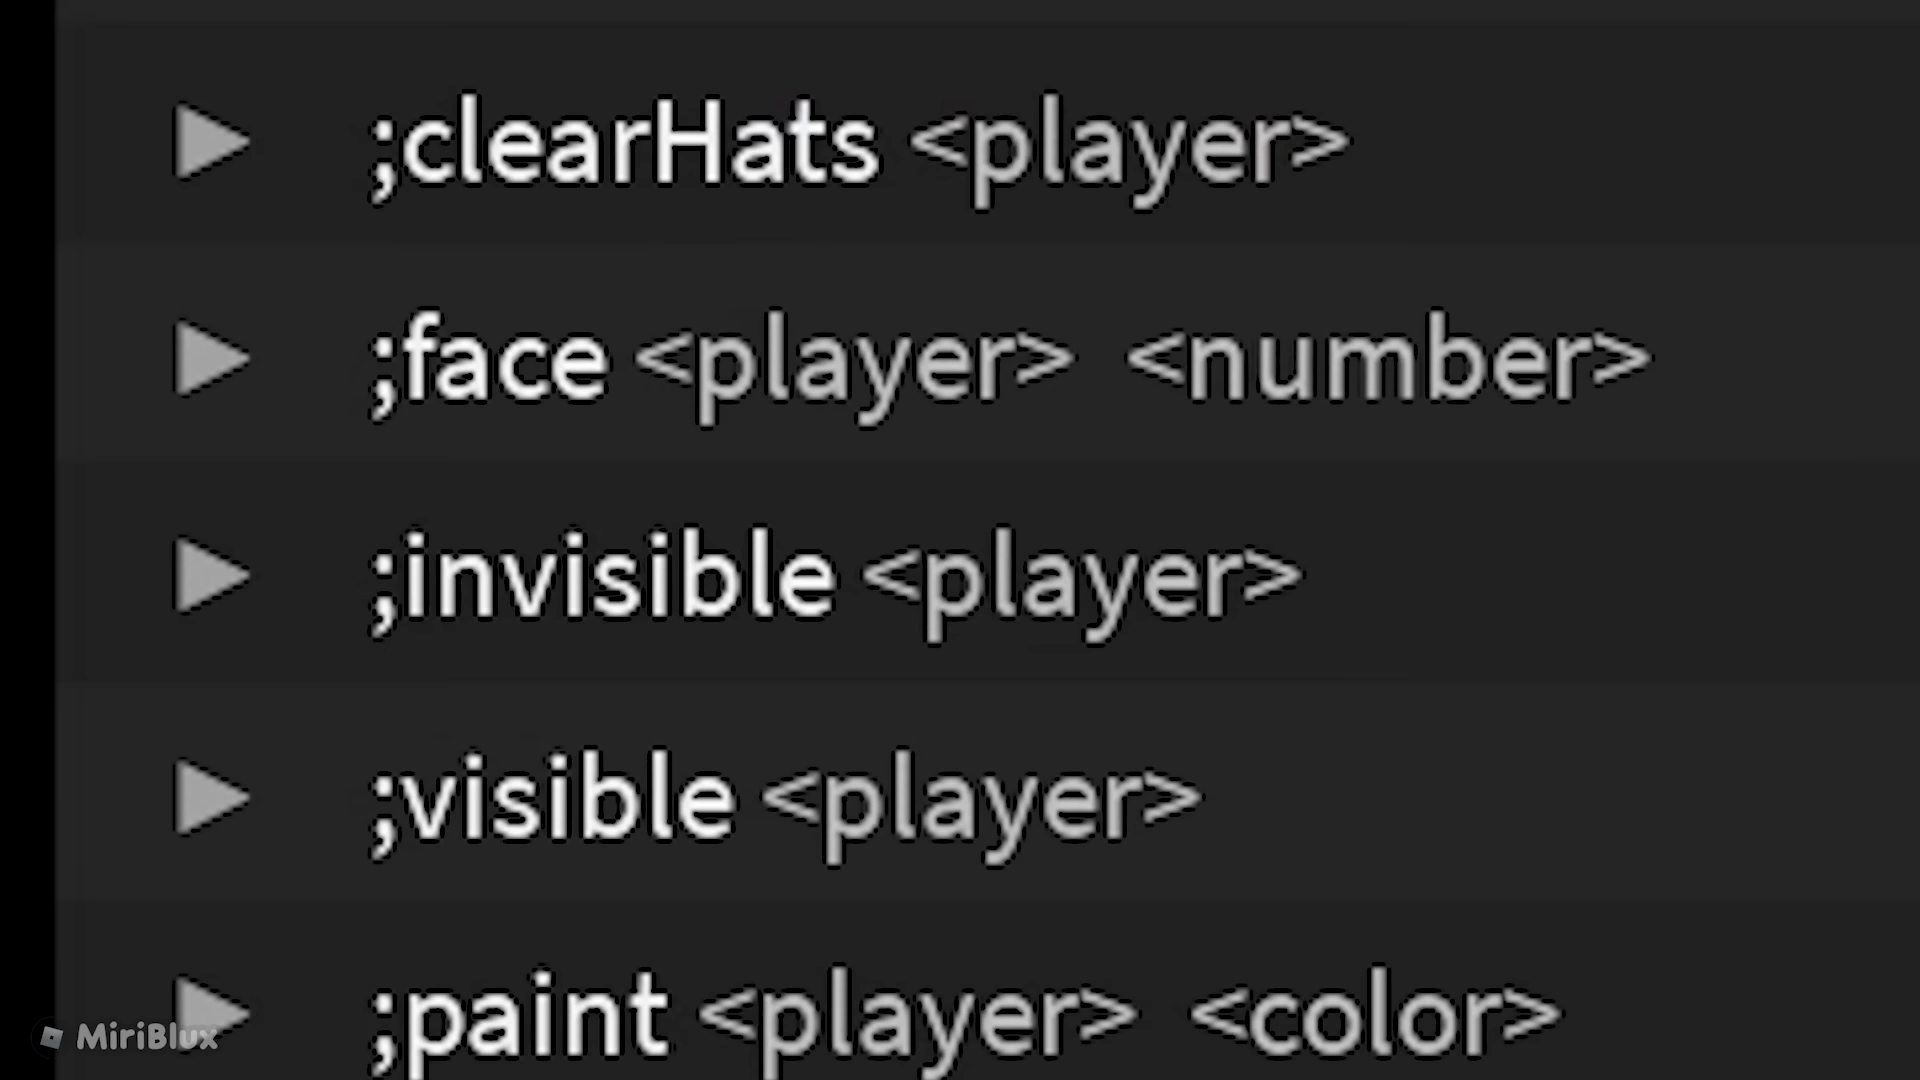 ;clearHats <player>
;face <player> <number>
;invisible <player>
;visible <player>
;paint <player> <color>
MiriBlux